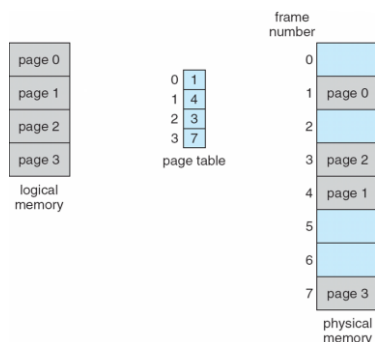 frame
number
page 0
page 1
page 2
page 3
logical
memory
0 1
1 4
2 3
3 7
page table
0
1 page 0
2
3 page 2
4 page 1
5
6
7 page 3
physical
memory